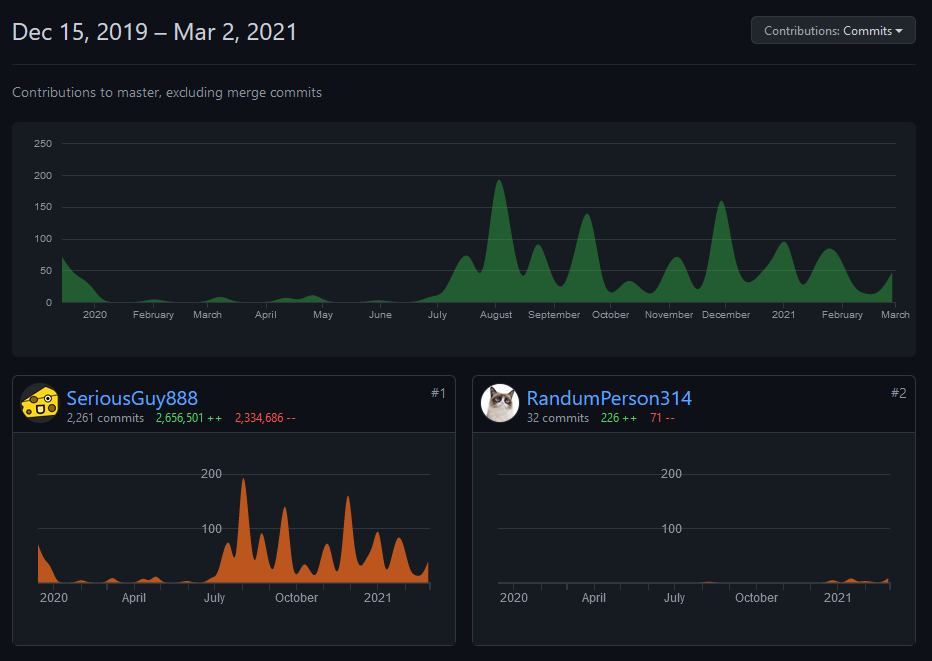 Dec 15, 2019 – Mar 2, 2021
Contributions: Commits
Contributions to master, excluding merge commits
250
200
150
100
50
0
2020 February March April May June July August September October November December 2021 February March
SeriousGuy888 #1
2,261 commits 2,656,501 ++ 2,334,686 --
200
100
2020 April July October 2021
RandumPerson314 #2
32 commits 226 ++ 71 --
200
100
2020 April July October 2021